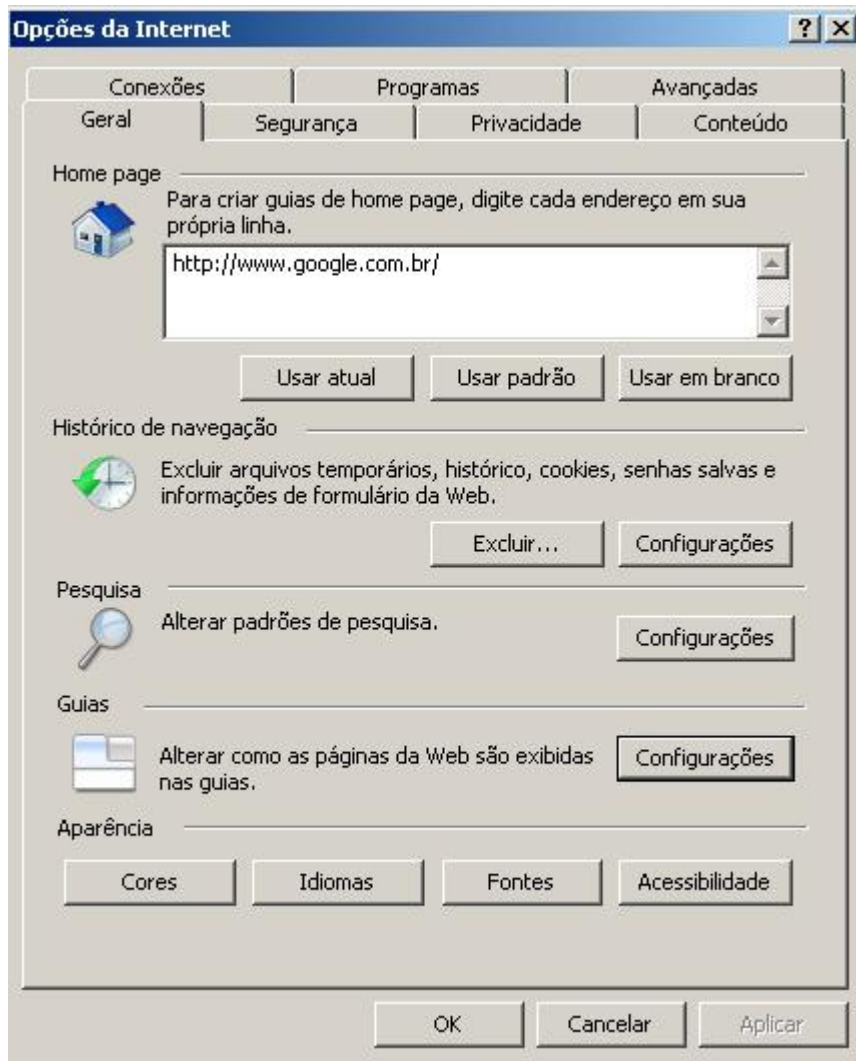 Opções da Internet
Conexões Programas Avançadas
Geral Segurança Privacidade Conteúdo
Home page
Para criar guias de home page, digite cada endereço em sua
própria linha.
http://www.google.com.br/
Usar atual Usar padrão Usar em branco
Histórico de navegação
Excluir arquivos temporários, histórico, cookies, senhas salvas e
informações de formulário da Web.
Excluir... Configurações
Pesquisa
Alterar padrões de pesquisa.
Configurações
Guias
Alterar como as páginas da Web são exibidas
nas guias.
Configurações
Aparência
Cores Idiomas Fontes Acessibilidade
OK Cancelar Aplicar